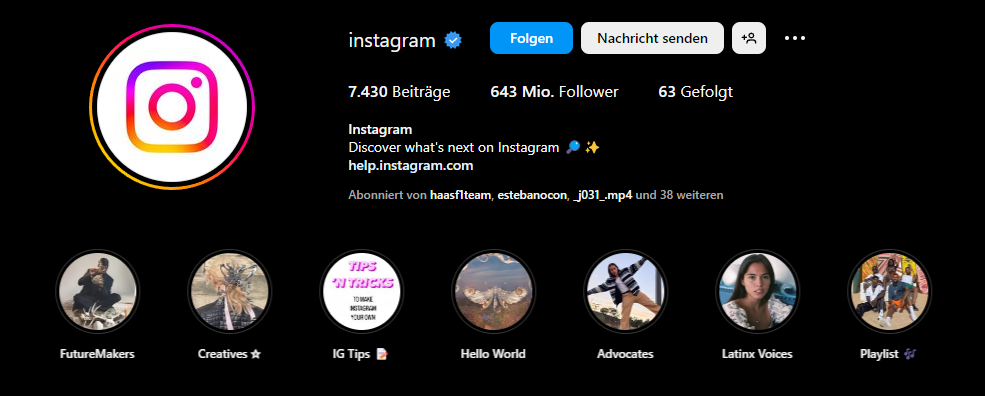 instagram Folgen Nachricht senden
7.430 Beiträge 643 Mio. Follower 63 Gefolgt
Instagram
Discover what's next on Instagram 🔎✨
help.instagram.com
Abonniert von haasf1team, estebanocon, _j031_.mp4 und 38 weiteren
TIPS
'N TRICKS
TO MAKE
INSTAGRAM
YOUR OWN
FutureMakers Creatives ☆ IG Tips 📝 Hello World Advocates Latinx Voices Playlist 🎶